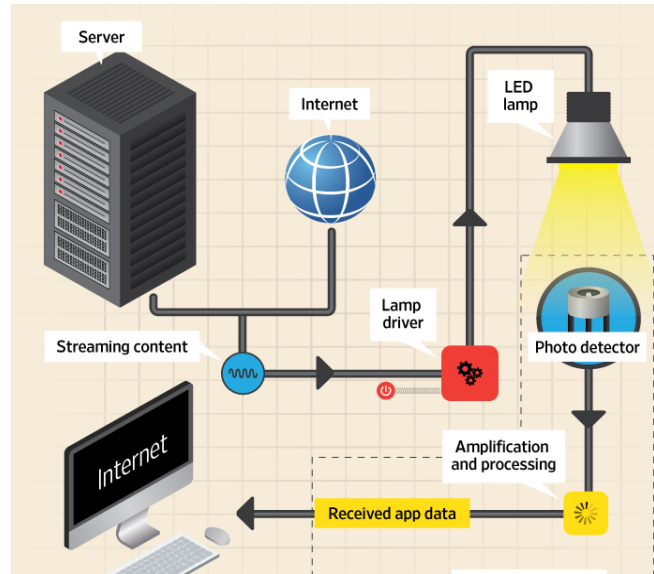 Server
Internet
LED
lamp
Lamp
driver
Streaming content
Photo detector
Internet
Amplification
and processing
Received app data